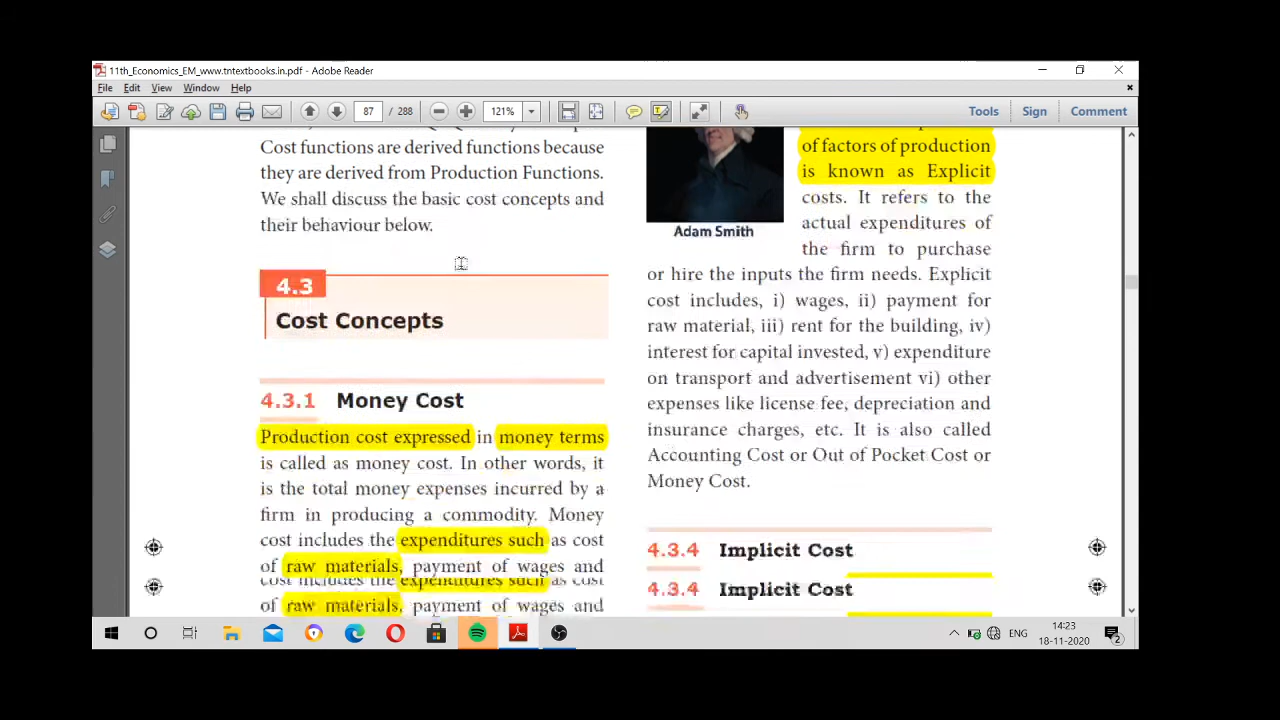 11th_Economics_EM_www.tntextbooks.in.pdf - Adobe Reader
File Edit View Window Help
87 / 288
121%
Tools Sign Comment
Cost functions are derived functions because
they are derived from Production Functions.
We shall discuss the basic cost concepts and
their behaviour below.
4.3
Cost Concepts
4.3.1 Money Cost
Production cost expressed in money terms
is called as money cost. In other words, it
is the total money expenses incurred by a
firm in producing a commodity. Money
cost includes the expenditures such as cost
of raw materials, payment of wages and
cost includes the expenditures such as cost
of raw materials, payment of wages and
Adam Smith
of factors of production
is known as Explicit
costs. It refers to the
actual expenditures of
the firm to purchase
or hire the inputs the firm needs. Explicit
cost includes, i) wages, ii) payment for
raw material, iii) rent for the building, iv)
interest for capital invested, v) expenditure
on transport and advertisement vi) other
expenses like license fee, depreciation and
insurance charges, etc. It is also called
Accounting Cost or Out of Pocket Cost or
Money Cost.
4.3.4 Implicit Cost
4.3.4 Implicit Cost
ENG
14:23
18-11-2020
2